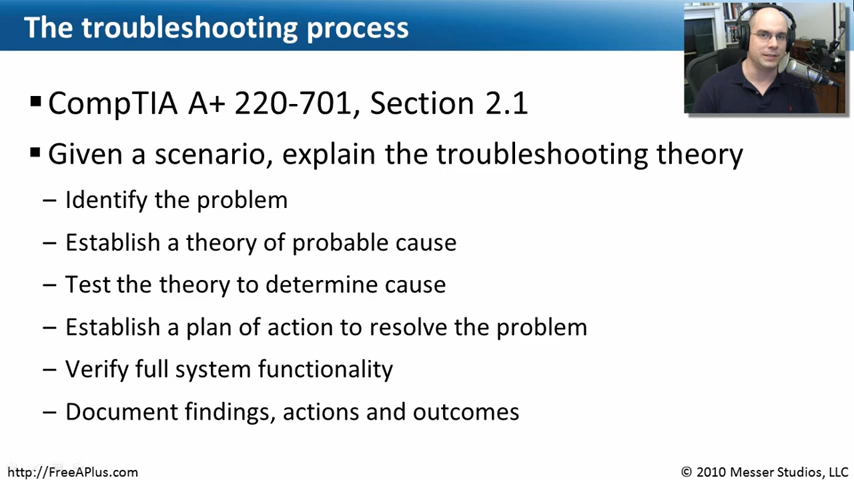 The troubleshooting process
▪ CompTIA A+ 220-701, Section 2.1
▪ Given a scenario, explain the troubleshooting theory
– Identify the problem
– Establish a theory of probable cause
– Test the theory to determine cause
– Establish a plan of action to resolve the problem
– Verify full system functionality
– Document findings, actions and outcomes
http://FreeAPlus.com
© 2010 Messer Studios, LLC